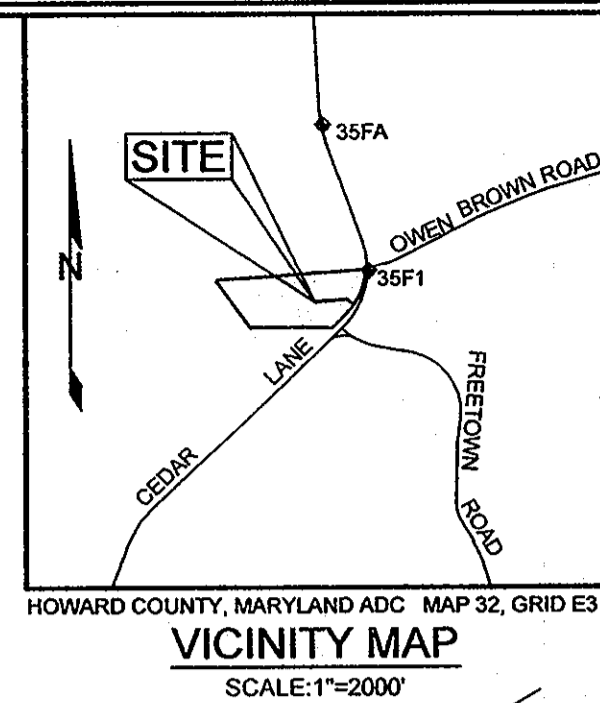 35FA
SITE
OWEN BROWN ROAD
N
35F1
LANE
FREETOWN
CEDAR
ROAD
HOWARD COUNTY, MARYLAND ADC MAP 32, GRID E3
VICINITY MAP
SCALE:1"=2000'